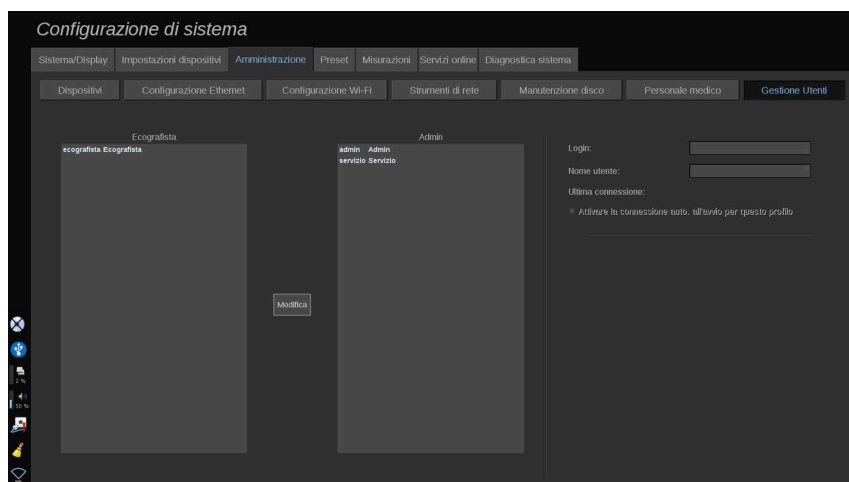 Configurazione di sistema
Sistema/Display Impostazioni dispositivi Amministrazione Preset Misurazioni Servizi online Diagnostica sistema
Dispositivi Configurazione Ethernet Configurazione Wi-Fi Strumenti di rete Manutenzione disco Personale medico Gestione Utenti
Ecografista Admin
ecografista Ecografista
admin Admin
servizio Servizio
Login:
Nome utente:
Ultima connessione:
Attivare la connessione auto. all'avvio per questo profilo
Modifica
2 %
50 %